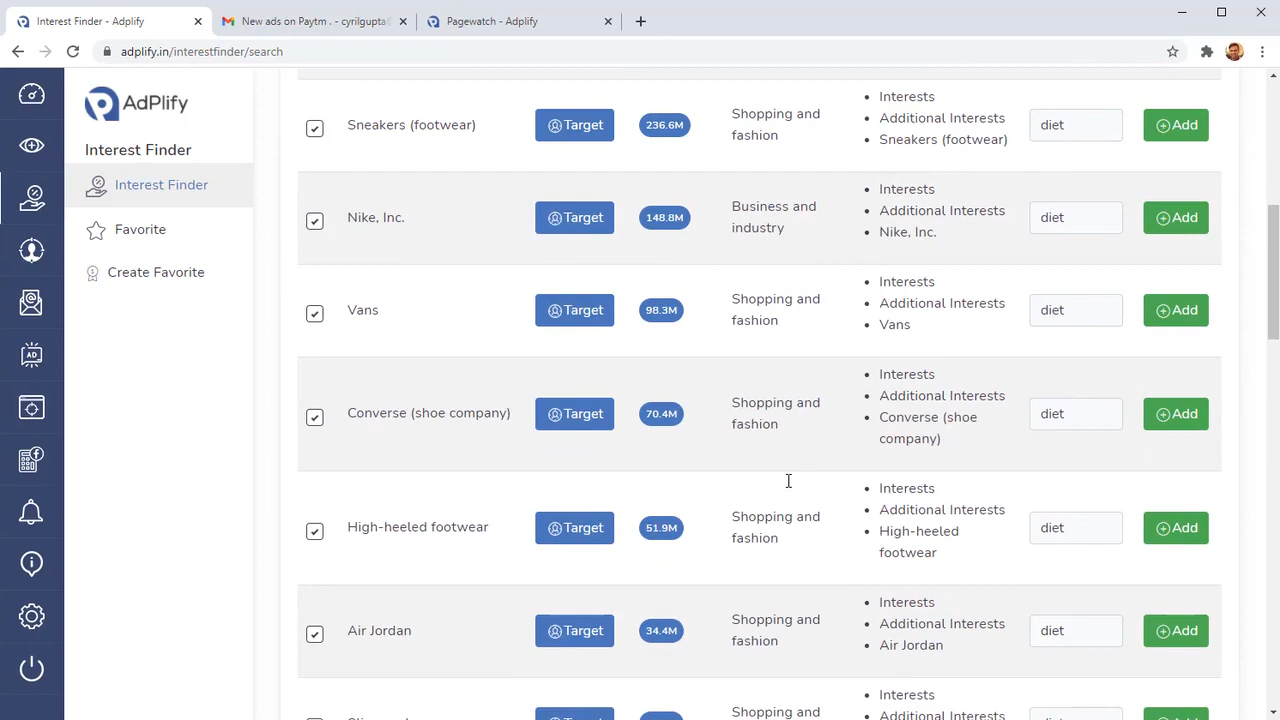 Interest Finder - Adplify
New ads on Paytm . - cyrilgupta@
Pagewatch - Adplify
adplify.in/interestfinder/search
AdPlify
Interest Finder
Interest Finder
Favorite
Create Favorite
AD
Sneakers (footwear)
Target
236.6M
Shopping and
fashion
Interests
Additional Interests
Sneakers (footwear)
diet
Add
Nike, Inc.
Target
148.8M
Business and
industry
Interests
Additional Interests
Nike, Inc.
diet
Add
Vans
Target
98.3M
Shopping and
fashion
Interests
Additional Interests
Vans
diet
Add
Converse (shoe company)
Target
70.4M
Shopping and
fashion
Interests
Additional Interests
Converse (shoe
company)
diet
Add
High-heeled footwear
Target
51.9M
Shopping and
fashion
Interests
Additional Interests
High-heeled
footwear
diet
Add
Air Jordan
Target
34.4M
Shopping and
fashion
Interests
Additional Interests
Air Jordan
diet
Add
Shopping and
Interests
Additional Interests